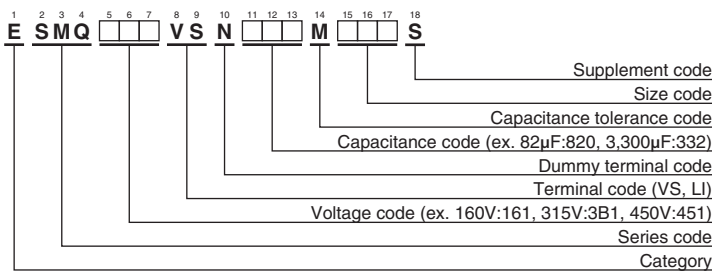 1 2 3 4 5 6 7 8 9 10 11 12 13 14 15 16 17 18
E SMQ □□□ VS N □□□ M □□□ S
Supplement code
Size code
Capacitance tolerance code
Capacitance code (ex. 82µF:820, 3,300µF:332)
Dummy terminal code
Terminal code (VS, LI)
Voltage code (ex. 160V:161, 315V:3B1, 450V:451)
Series code
Category